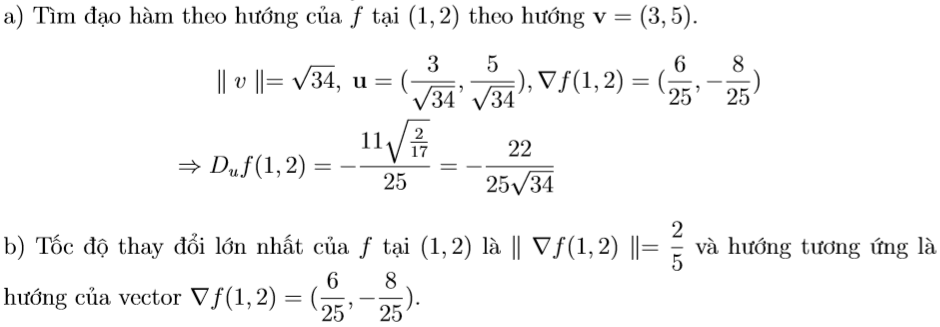 a) Tìm đạo hàm theo hướng của f tại (1, 2) theo hướng v = (3, 5).
‖ v ‖= √34, u = (3/√34, 5/√34), ∇f(1, 2) = (6/25, −8/25)
⇒ D_u f(1, 2) = −11√(2/17)/25 = −22/(25√34)
b) Tốc độ thay đổi lớn nhất của f tại (1, 2) là ‖ ∇f(1, 2) ‖= 2/5 và hướng tương ứng là
hướng của vector ∇f(1, 2) = (6/25, −8/25).